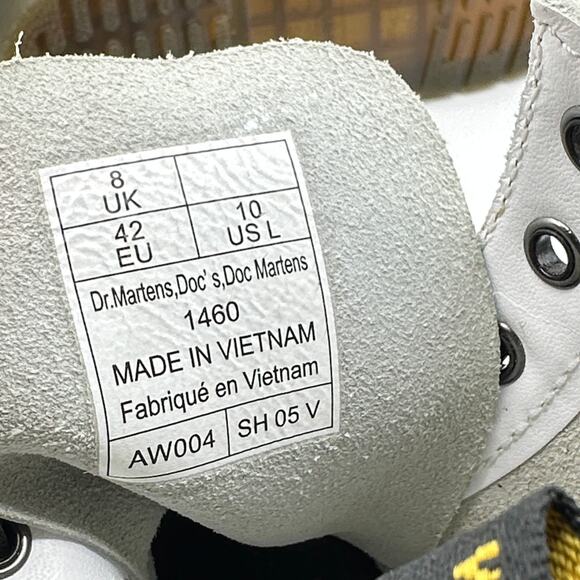 8
UK
42
EU
10
US L
Dr.Martens,Doc's,Doc Martens
1460
MADE IN VIETNAM
Fabriqué en Vietnam
AW004
SH 05 V